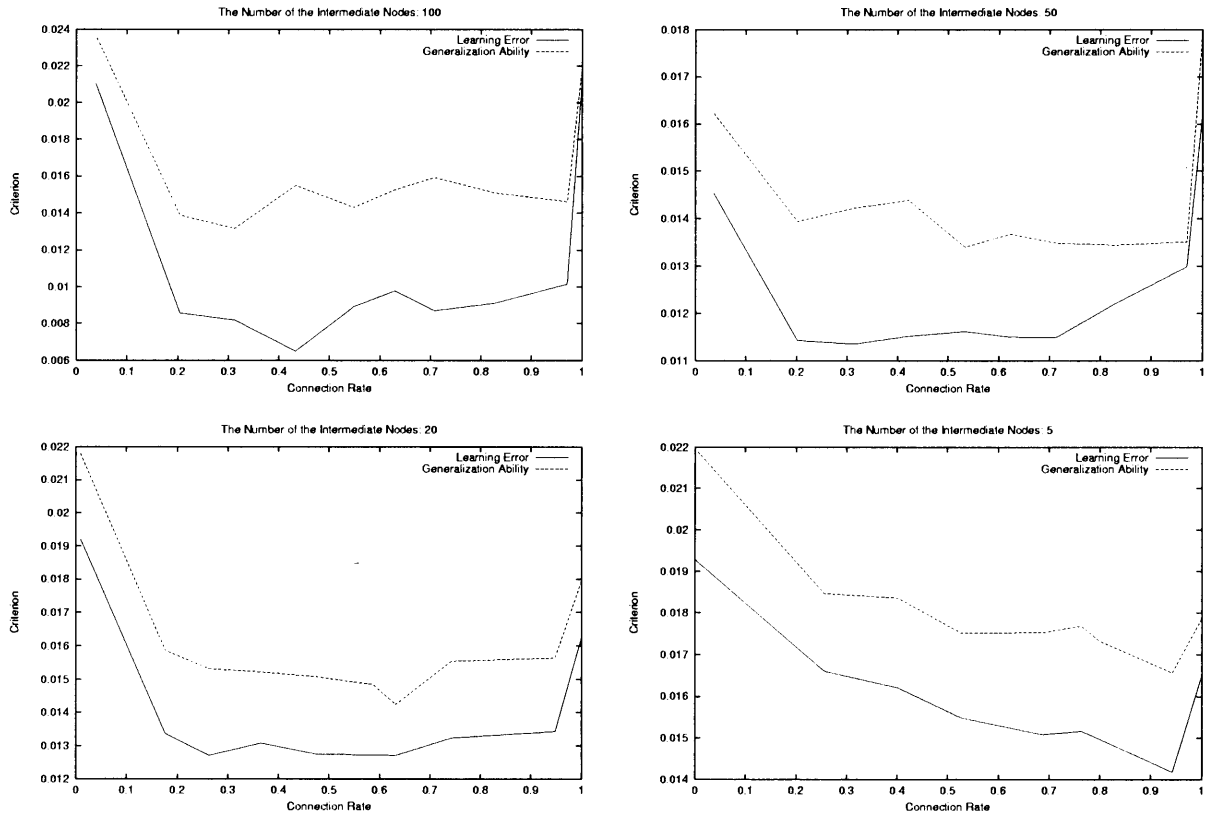 The Number of the Intermediate Nodes: 100
Learning Error
Generalization Ability
0.024
0.022
0.02
0.018
0.016
0.014
0.012
0.01
0.008
0.006
Criterion
0 0.1 0.2 0.3 0.4 0.5 0.6 0.7 0.8 0.9 1
Connection Rate
The Number of the Intermediate Nodes: 50
Learning Error
Generalization Ability
0.018
0.017
0.016
0.015
0.014
0.013
0.012
0.011
Criterion
0 0.1 0.2 0.3 0.4 0.5 0.6 0.7 0.8 0.9 1
Connection Rate
The Number of the Intermediate Nodes: 20
Learning Error
Generalization Ability
0.022
0.021
0.02
0.019
0.018
0.017
0.016
0.015
0.014
0.013
0.012
Criterion
0 0.1 0.2 0.3 0.4 0.5 0.6 0.7 0.8 0.9 1
Connection Rate
The Number of the Intermediate Nodes: 5
Learning Error
Generalization Ability
0.022
0.021
0.02
0.019
0.018
0.017
0.016
0.015
0.014
Criterion
0 0.1 0.2 0.3 0.4 0.5 0.6 0.7 0.8 0.9 1
Connection Rate